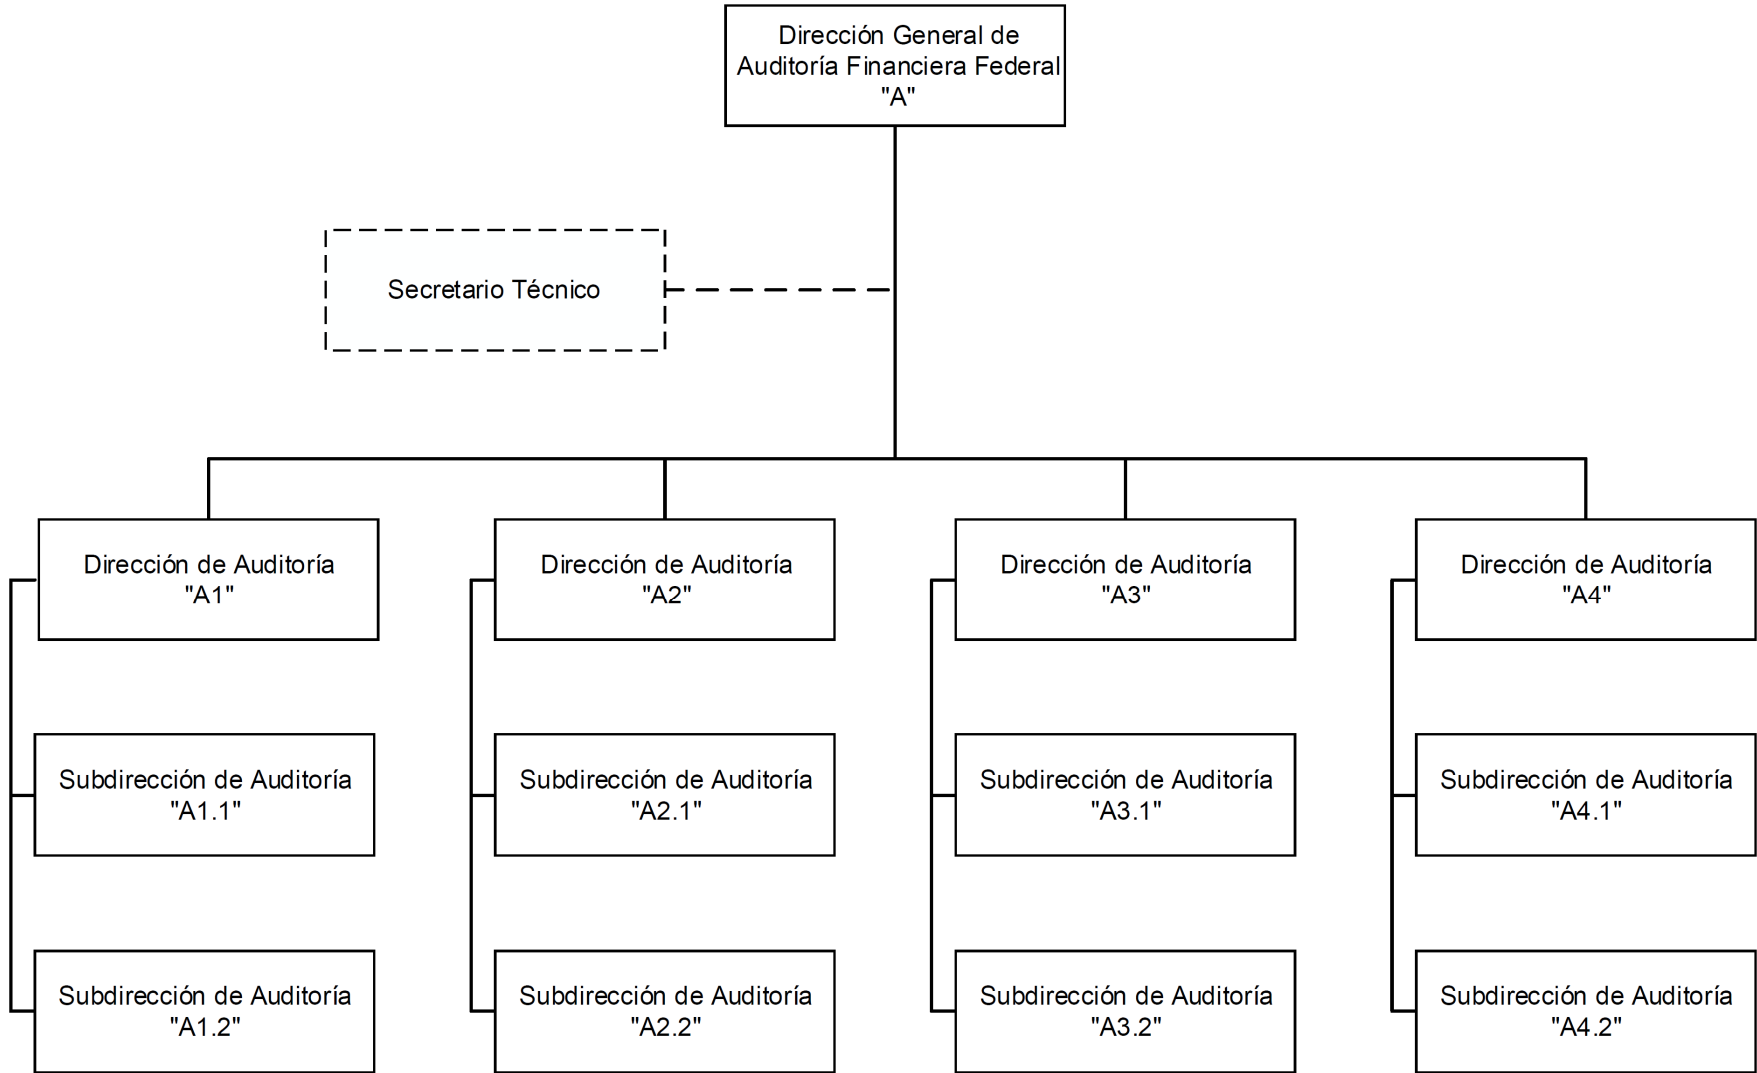 Dirección General de
Auditoría Financiera Federal
"A"
Secretario Técnico
Dirección de Auditoría
"A1"
Dirección de Auditoría
"A2"
Dirección de Auditoría
"A3"
Dirección de Auditoría
"A4"
Subdirección de Auditoría
"A1.1"
Subdirección de Auditoría
"A2.1"
Subdirección de Auditoría
"A3.1"
Subdirección de Auditoría
"A4.1"
Subdirección de Auditoría
"A1.2"
Subdirección de Auditoría
"A2.2"
Subdirección de Auditoría
"A3.2"
Subdirección de Auditoría
"A4.2"